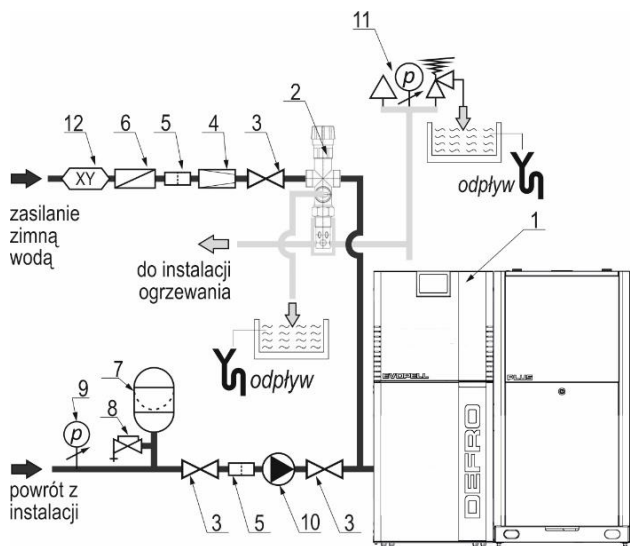 11
p
12
6
5
4
3
2
XY
zasilanie
zimną
wodą
odpływ
do instalacji
ogrzewania
1
odpływ
EVOPELL
PLUS
DEFRO
7
9
8
p
powrót z
instalacji
3
5
10
3